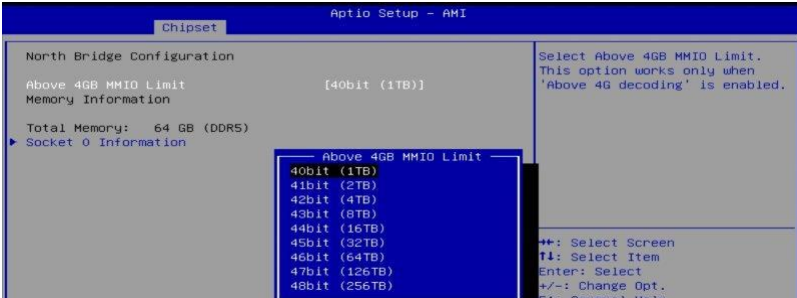 Aptio Setup - AMI
Chipset
North Bridge Configuration
Above 4GB MMIO Limit [40bit (1TB)]
Memory Information
Total Memory: 64 GB (DDR5)
Socket 0 Information
Select Above 4GB MMIO Limit.
This option works only when
'Above 4G decoding' is enabled.
Above 4GB MMIO Limit
40bit (1TB)
41bit (2TB)
42bit (4TB)
43bit (8TB)
44bit (16TB)
45bit (32TB)
46bit (64TB)
47bit (126TB)
48bit (256TB)
→←: Select Screen
↑↓: Select Item
Enter: Select
+/-: Change Opt.